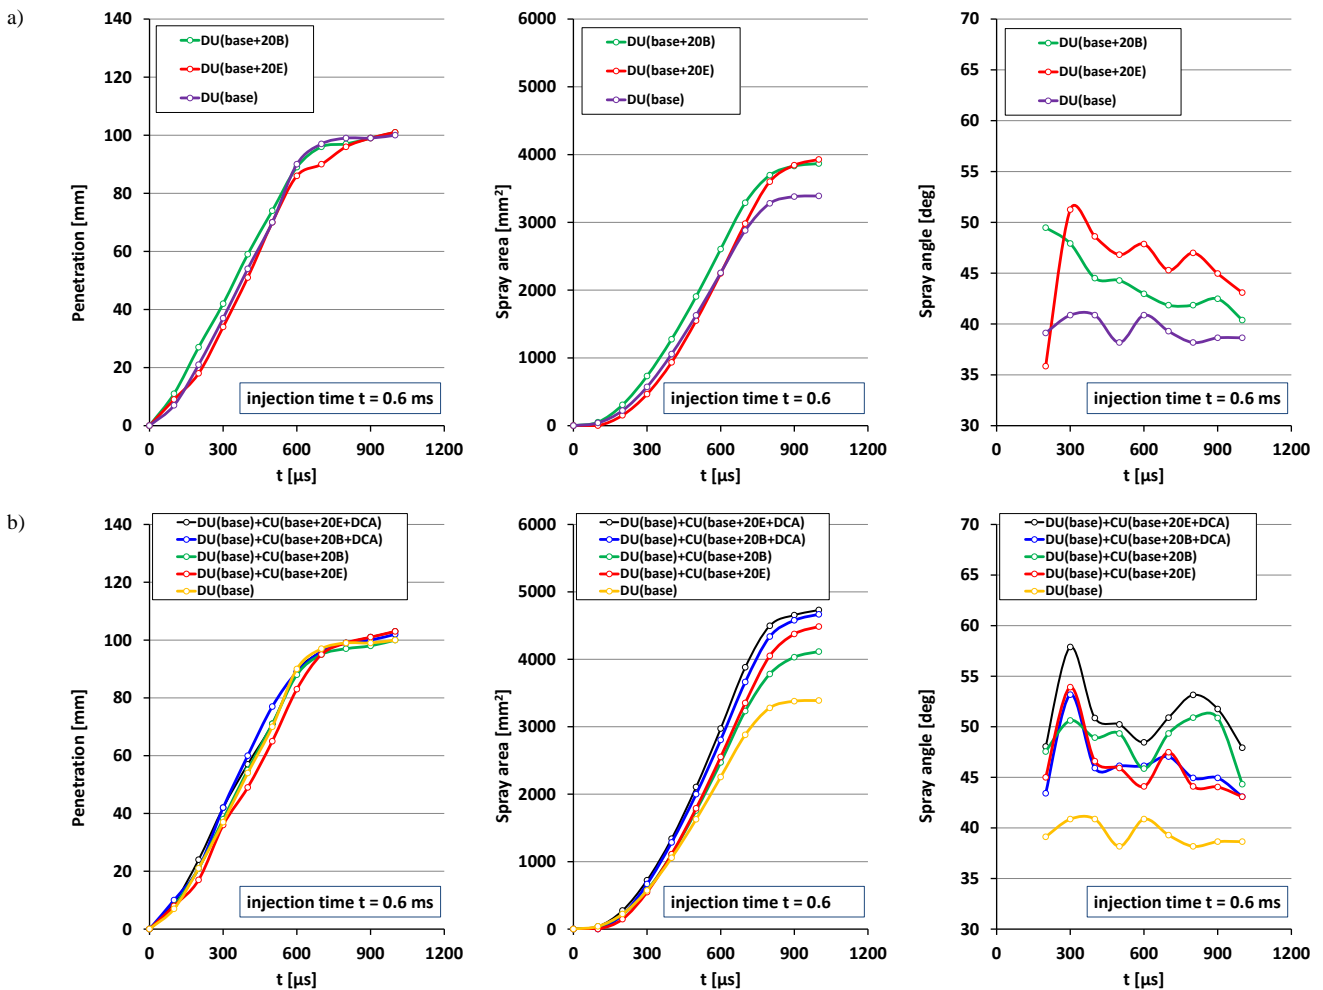 a)
140
120
100
80
60
40
20
0
Penetration [mm]
DU(base+20B)
DU(base+20E)
DU(base)
injection time t = 0.6 ms
0 300 600 900 1200
t [µs]
6000
5000
4000
3000
2000
1000
0
Spray area [mm²]
DU(base+20B)
DU(base+20E)
DU(base)
injection time t = 0.6
0 300 600 900 1200
t [µs]
70
65
60
55
50
45
40
35
30
Spray angle [deg]
DU(base+20B)
DU(base+20E)
DU(base)
injection time t = 0.6 ms
0 300 600 900 1200
t [µs]
b)
140
120
100
80
60
40
20
0
Penetration [mm]
DU(base)+CU(base+20E+DCA)
DU(base)+CU(base+20B+DCA)
DU(base)+CU(base+20B)
DU(base)+CU(base+20E)
DU(base)
injection time t = 0.6 ms
0 300 600 900 1200
t [µs]
6000
5000
4000
3000
2000
1000
0
Spray area [mm²]
DU(base)+CU(base+20E+DCA)
DU(base)+CU(base+20B+DCA)
DU(base)+CU(base+20B)
DU(base)+CU(base+20E)
DU(base)
injection time t = 0.6
0 300 600 900 1200
t [µs]
70
65
60
55
50
45
40
35
30
Spray angle [deg]
DU(base)+CU(base+20E+DCA)
DU(base)+CU(base+20B+DCA)
DU(base)+CU(base+20B)
DU(base)+CU(base+20E)
DU(base)
injection time t = 0.6 ms
0 300 600 900 1200
t [µs]